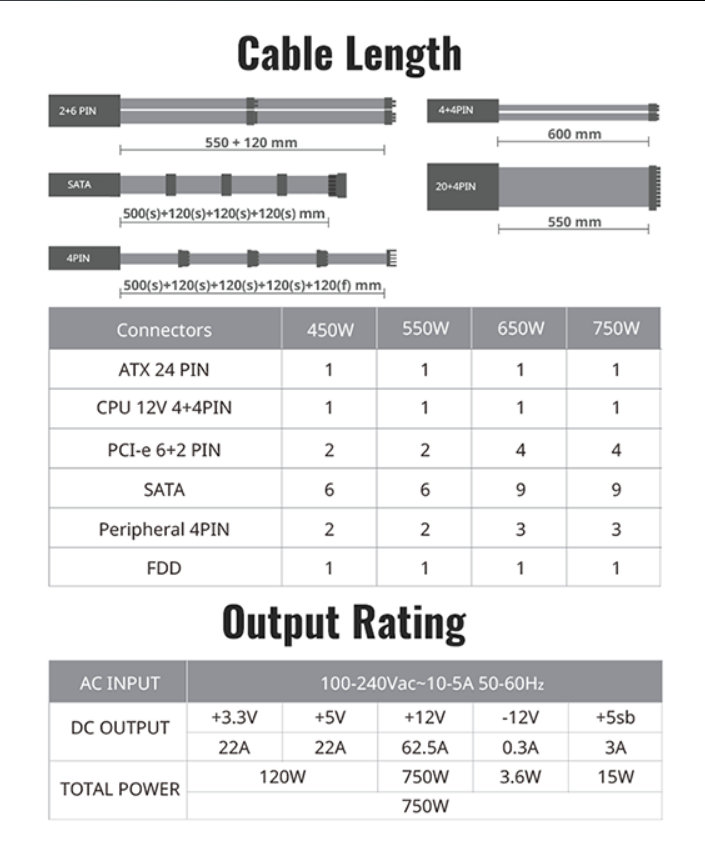 Cable Length
2+6 PIN
550 + 120 mm
4+4PIN
600 mm
SATA
500(s)+120(s)+120(s)+120(s) mm
20+4PIN
550 mm
4PIN
500(s)+120(s)+120(s)+120(s)+120(f) mm
Connectors 450W 550W 650W 750W
ATX 24 PIN 1 1 1 1
CPU 12V 4+4PIN 1 1 1 1
PCI-e 6+2 PIN 2 2 4 4
SATA 6 6 9 9
Peripheral 4PIN 2 2 3 3
FDD 1 1 1 1
Output Rating
AC INPUT 100-240Vac~10-5A 50-60Hz
DC OUTPUT +3.3V +5V +12V -12V +5sb
22A 22A 62.5A 0.3A 3A
TOTAL POWER 120W 750W 3.6W 15W
750W